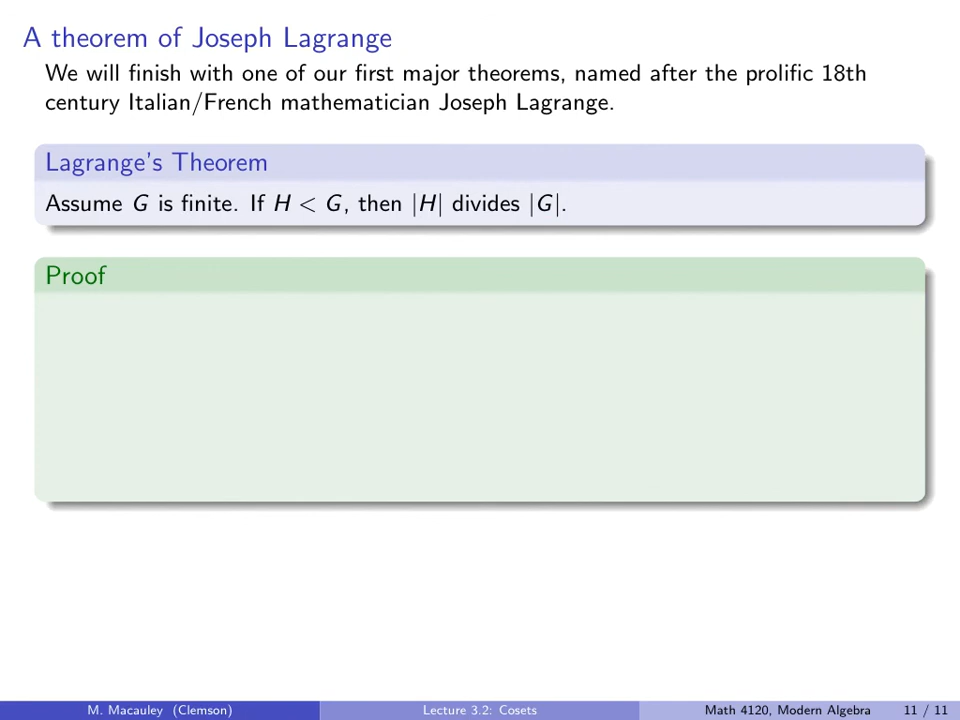 A theorem of Joseph Lagrange
We will finish with one of our first major theorems, named after the prolific 18th
century Italian/French mathematician Joseph Lagrange.
Lagrange's Theorem
Assume G is finite. If H < G, then |H| divides |G|.
Proof
M. Macauley (Clemson)
Lecture 3.2: Cosets
Math 4120, Modern Algebra
11 / 11